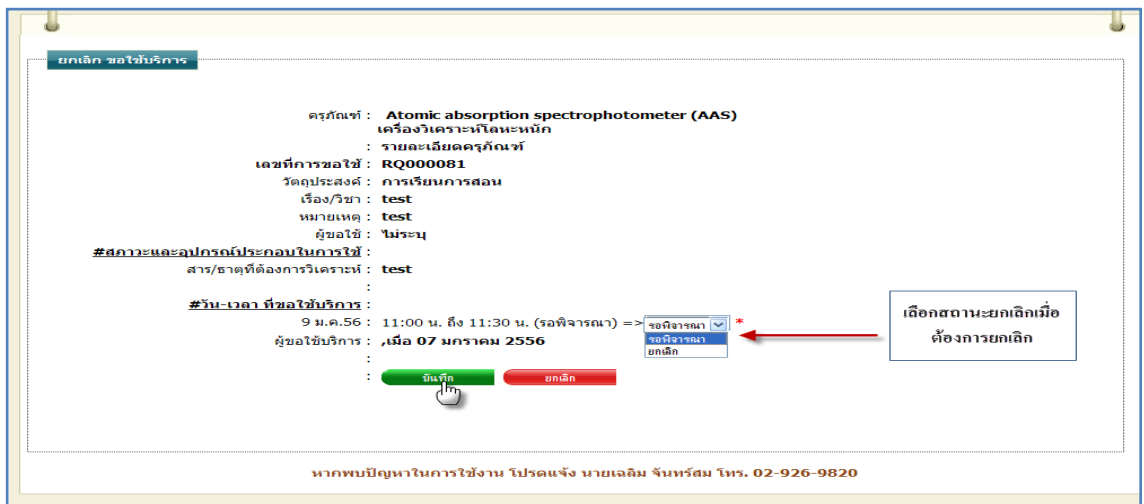 ยกเลิก ขอใช้บริการ
ครุภัณฑ์ : Atomic absorption spectrophotometer (AAS)
เครื่องวิเคราะห์โลหะหนัก
: รายละเอียดครุภัณฑ์
เลขที่การขอใช้ : RQ000081
วัตถุประสงค์ : การเรียนการสอน
เรื่อง/วิชา : test
หมายเหตุ : test
ผู้ขอใช้ : ไม่ระบุ
#สภาวะและอุปกรณ์ประกอบในการใช้ :
สาร/ธาตุที่ต้องการวิเคราะห์ : test
:
#วัน-เวลา ที่ขอใช้บริการ :
9 ม.ค.56 : 11:00 น. ถึง 11:30 น. (รอพิจารณา) => รอพิจารณา *
รอพิจารณา
ยกเลิก
เลือกสถานะยกเลิกเมื่อ
ต้องการยกเลิก
ผู้ขอใช้บริการ : ,เมื่อ 07 มกราคม 2556
:
: บันทึก ยกเลิก
หากพบปัญหาในการใช้งาน โปรดแจ้ง นายเฉลิม จันทร์สม โทร. 02-926-9820